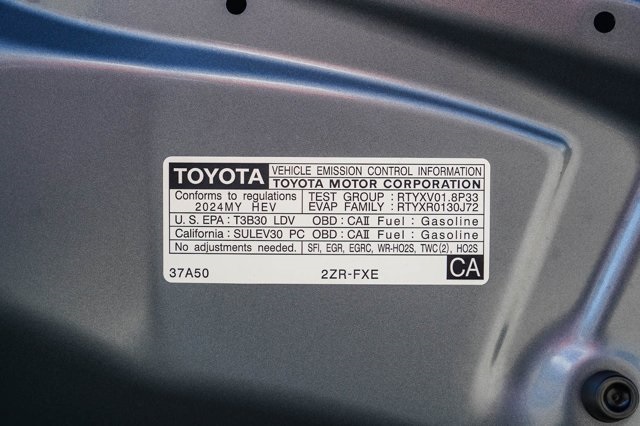 TOYOTA VEHICLE EMISSION CONTROL INFORMATION
TOYOTA MOTOR CORPORATION
Conforms to regulations TEST GROUP : RTYXV01.8P33
2024MY HEV EVAP FAMILY : RTYXR0130J72
U.S. EPA : T3B30 LDV OBD : CAII Fuel : Gasoline
California : SULEV30 PC OBD : CAII Fuel : Gasoline
No adjustments needed. SFI, EGR, EGRC, WR-HO2S, TWC(2), HO2S
37A50 2ZR-FXE CA